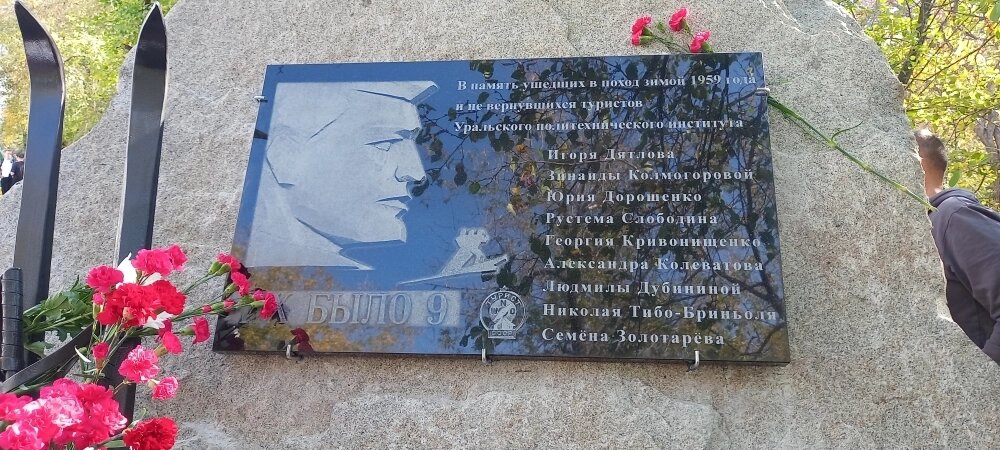 В память ушедших в поход зимой 1959 года
и не вернувшихся туристов
Уральского политехнического института
Игоря Дятлова
Зинаиды Колмогоровой
Юрия Дорошенко
Рустема Слободина
Георгия Кривонищенко
Александра Колеватова
Людмилы Дубининой
Николая Тибо-Бриньоля
Семёна Золотарёва
БЫЛО 9